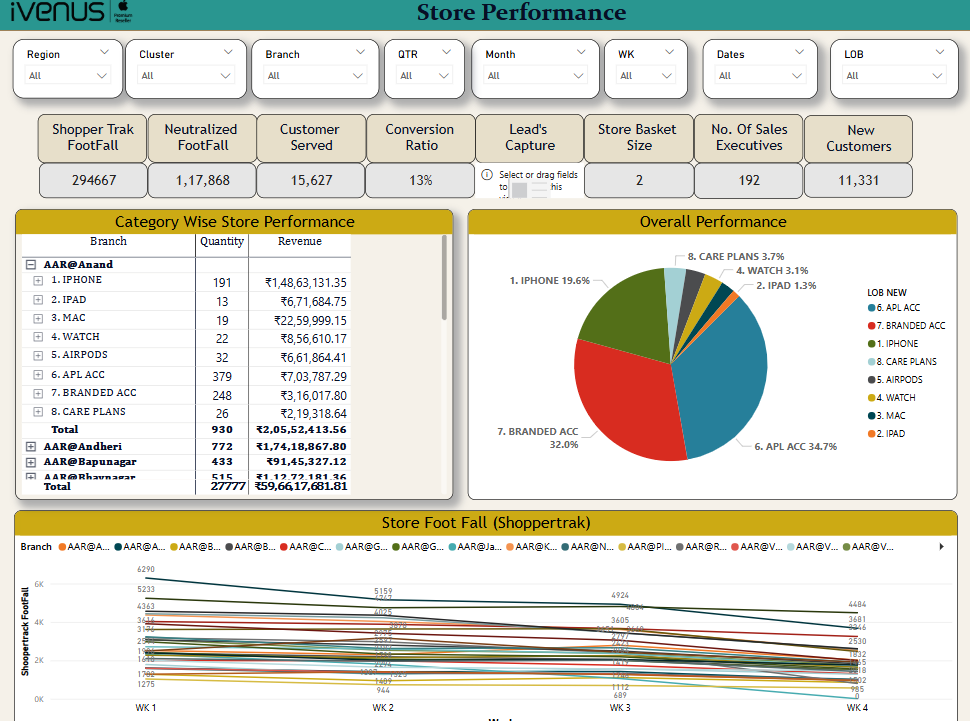 iVENUS
Premium
Reseller
Store Performance
Region
All
Cluster
All
Branch
All
QTR
All
Month
All
WK
All
Dates
All
LOB
All
Shopper Trak
FootFall
294667
Neutralized
FootFall
1,17,868
Customer
Served
15,627
Conversion
Ratio
13%
Lead's
Capture
Select or drag fields
Store Basket
Size
2
No. Of Sales
Executives
192
New
Customers
11,331
Category Wise Store Performance
Branch Quantity Revenue
AAR@Anand
1. IPHONE 191 ₹1,48,63,131.35
2. IPAD 13 ₹6,71,684.75
3. MAC 19 ₹22,59,999.15
4. WATCH 22 ₹8,56,610.17
5. AIRPODS 32 ₹6,61,864.41
6. APL ACC 379 ₹7,03,787.29
7. BRANDED ACC 248 ₹3,16,017.80
8. CARE PLANS 26 ₹2,19,318.64
Total 930 ₹2,05,52,413.56
AAR@Andheri 772 ₹1,74,18,867.80
AAR@Bapunagar 433 ₹91,45,327.12
AAR@Bhavnagar 515 ₹1,12,72,181.36
Total 27777 ₹59,66,17,681.81
Overall Performance
8. CARE PLANS 3.7%
4. WATCH 3.1%
2. IPAD 1.3%
1. IPHONE 19.6%
7. BRANDED ACC
32.0%
6. APL ACC 34.7%
LOB NEW
6. APL ACC
7. BRANDED ACC
1. IPHONE
8. CARE PLANS
5. AIRPODS
4. WATCH
3. MAC
2. IPAD
Store Foot Fall (Shoppertrak)
Branch AAR@A... AAR@A... AAR@B... AAR@B... AAR@C... AAR@G... AAR@G... AAR@Ja... AAR@K... AAR@N... AAR@Pl... AAR@R... AAR@V... AAR@V... AAR@V...
Shoppertrack FootFall
6K
4K
2K
0K
6290
5233
4363
1275
5159
4025
944
4924
3605
1112
689
4484
3681
2530
985
0
WK 1 WK 2 WK 3 WK 4